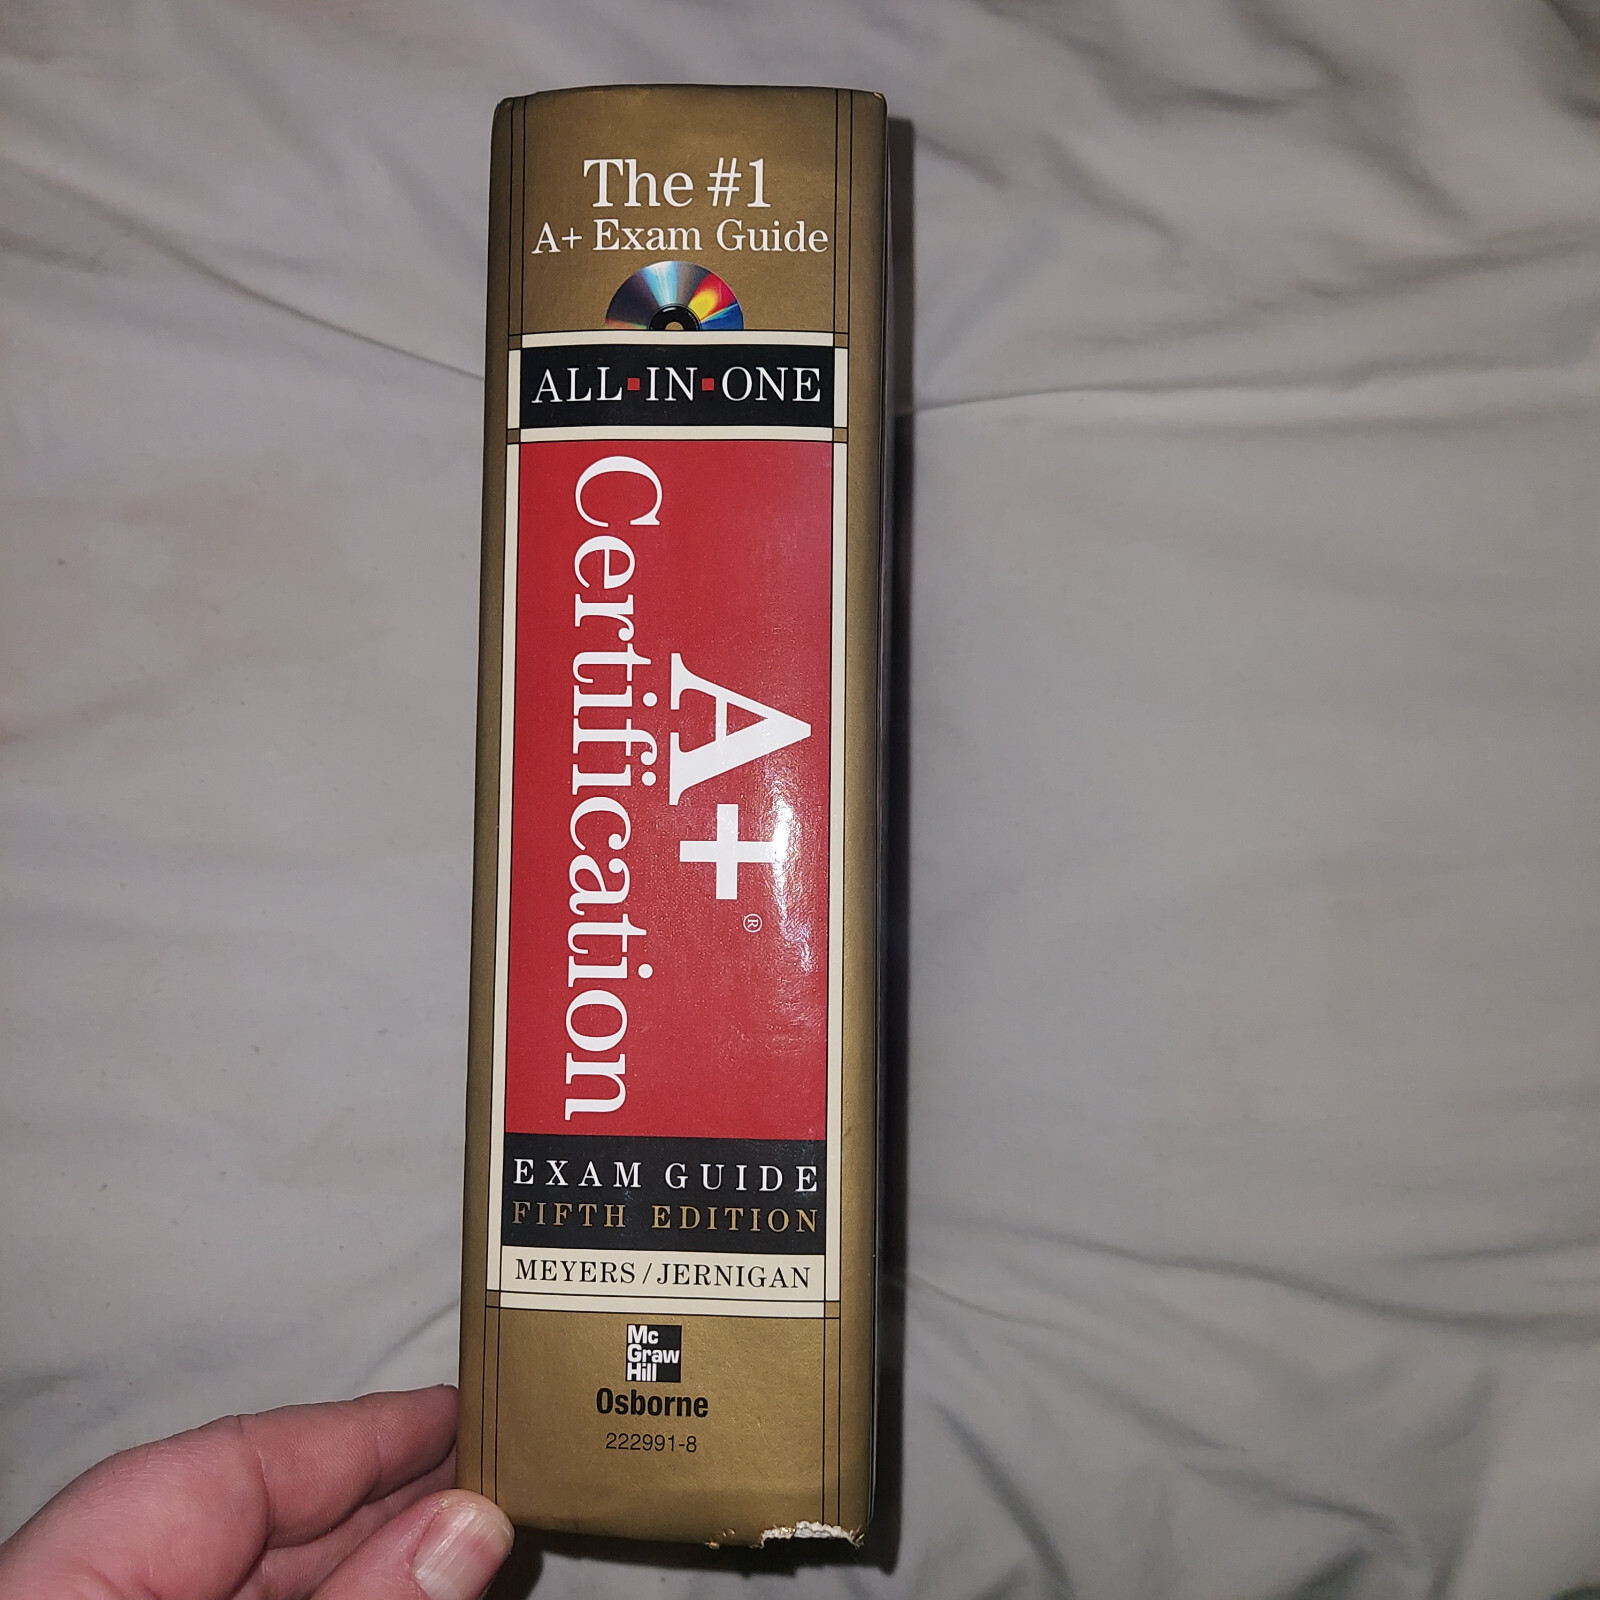 The #1
A+ Exam Guide
ALL▪IN▪ONE
A+®
Certification
EXAM GUIDE
FIFTH EDITION
MEYERS/JERNIGAN
Mc
Graw
Hill
Osborne
222991-8